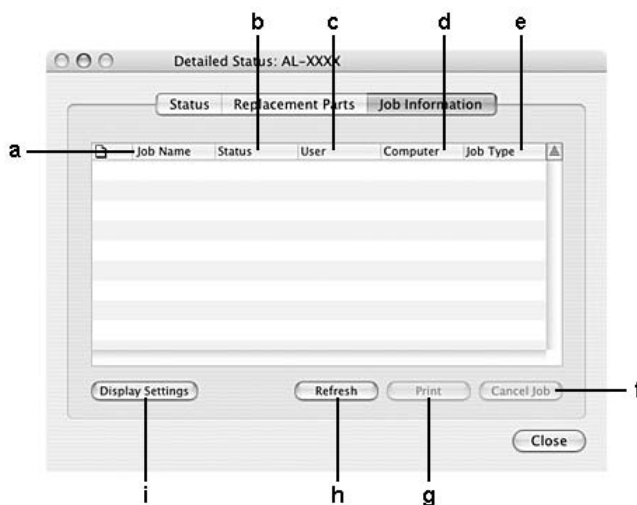 b c d e
Detailed Status: AL-XXXX
Status Replacement Parts Job Information
a Job Name Status User Computer Job Type
Display Settings Refresh Print Cancel Job f
Close
i h g